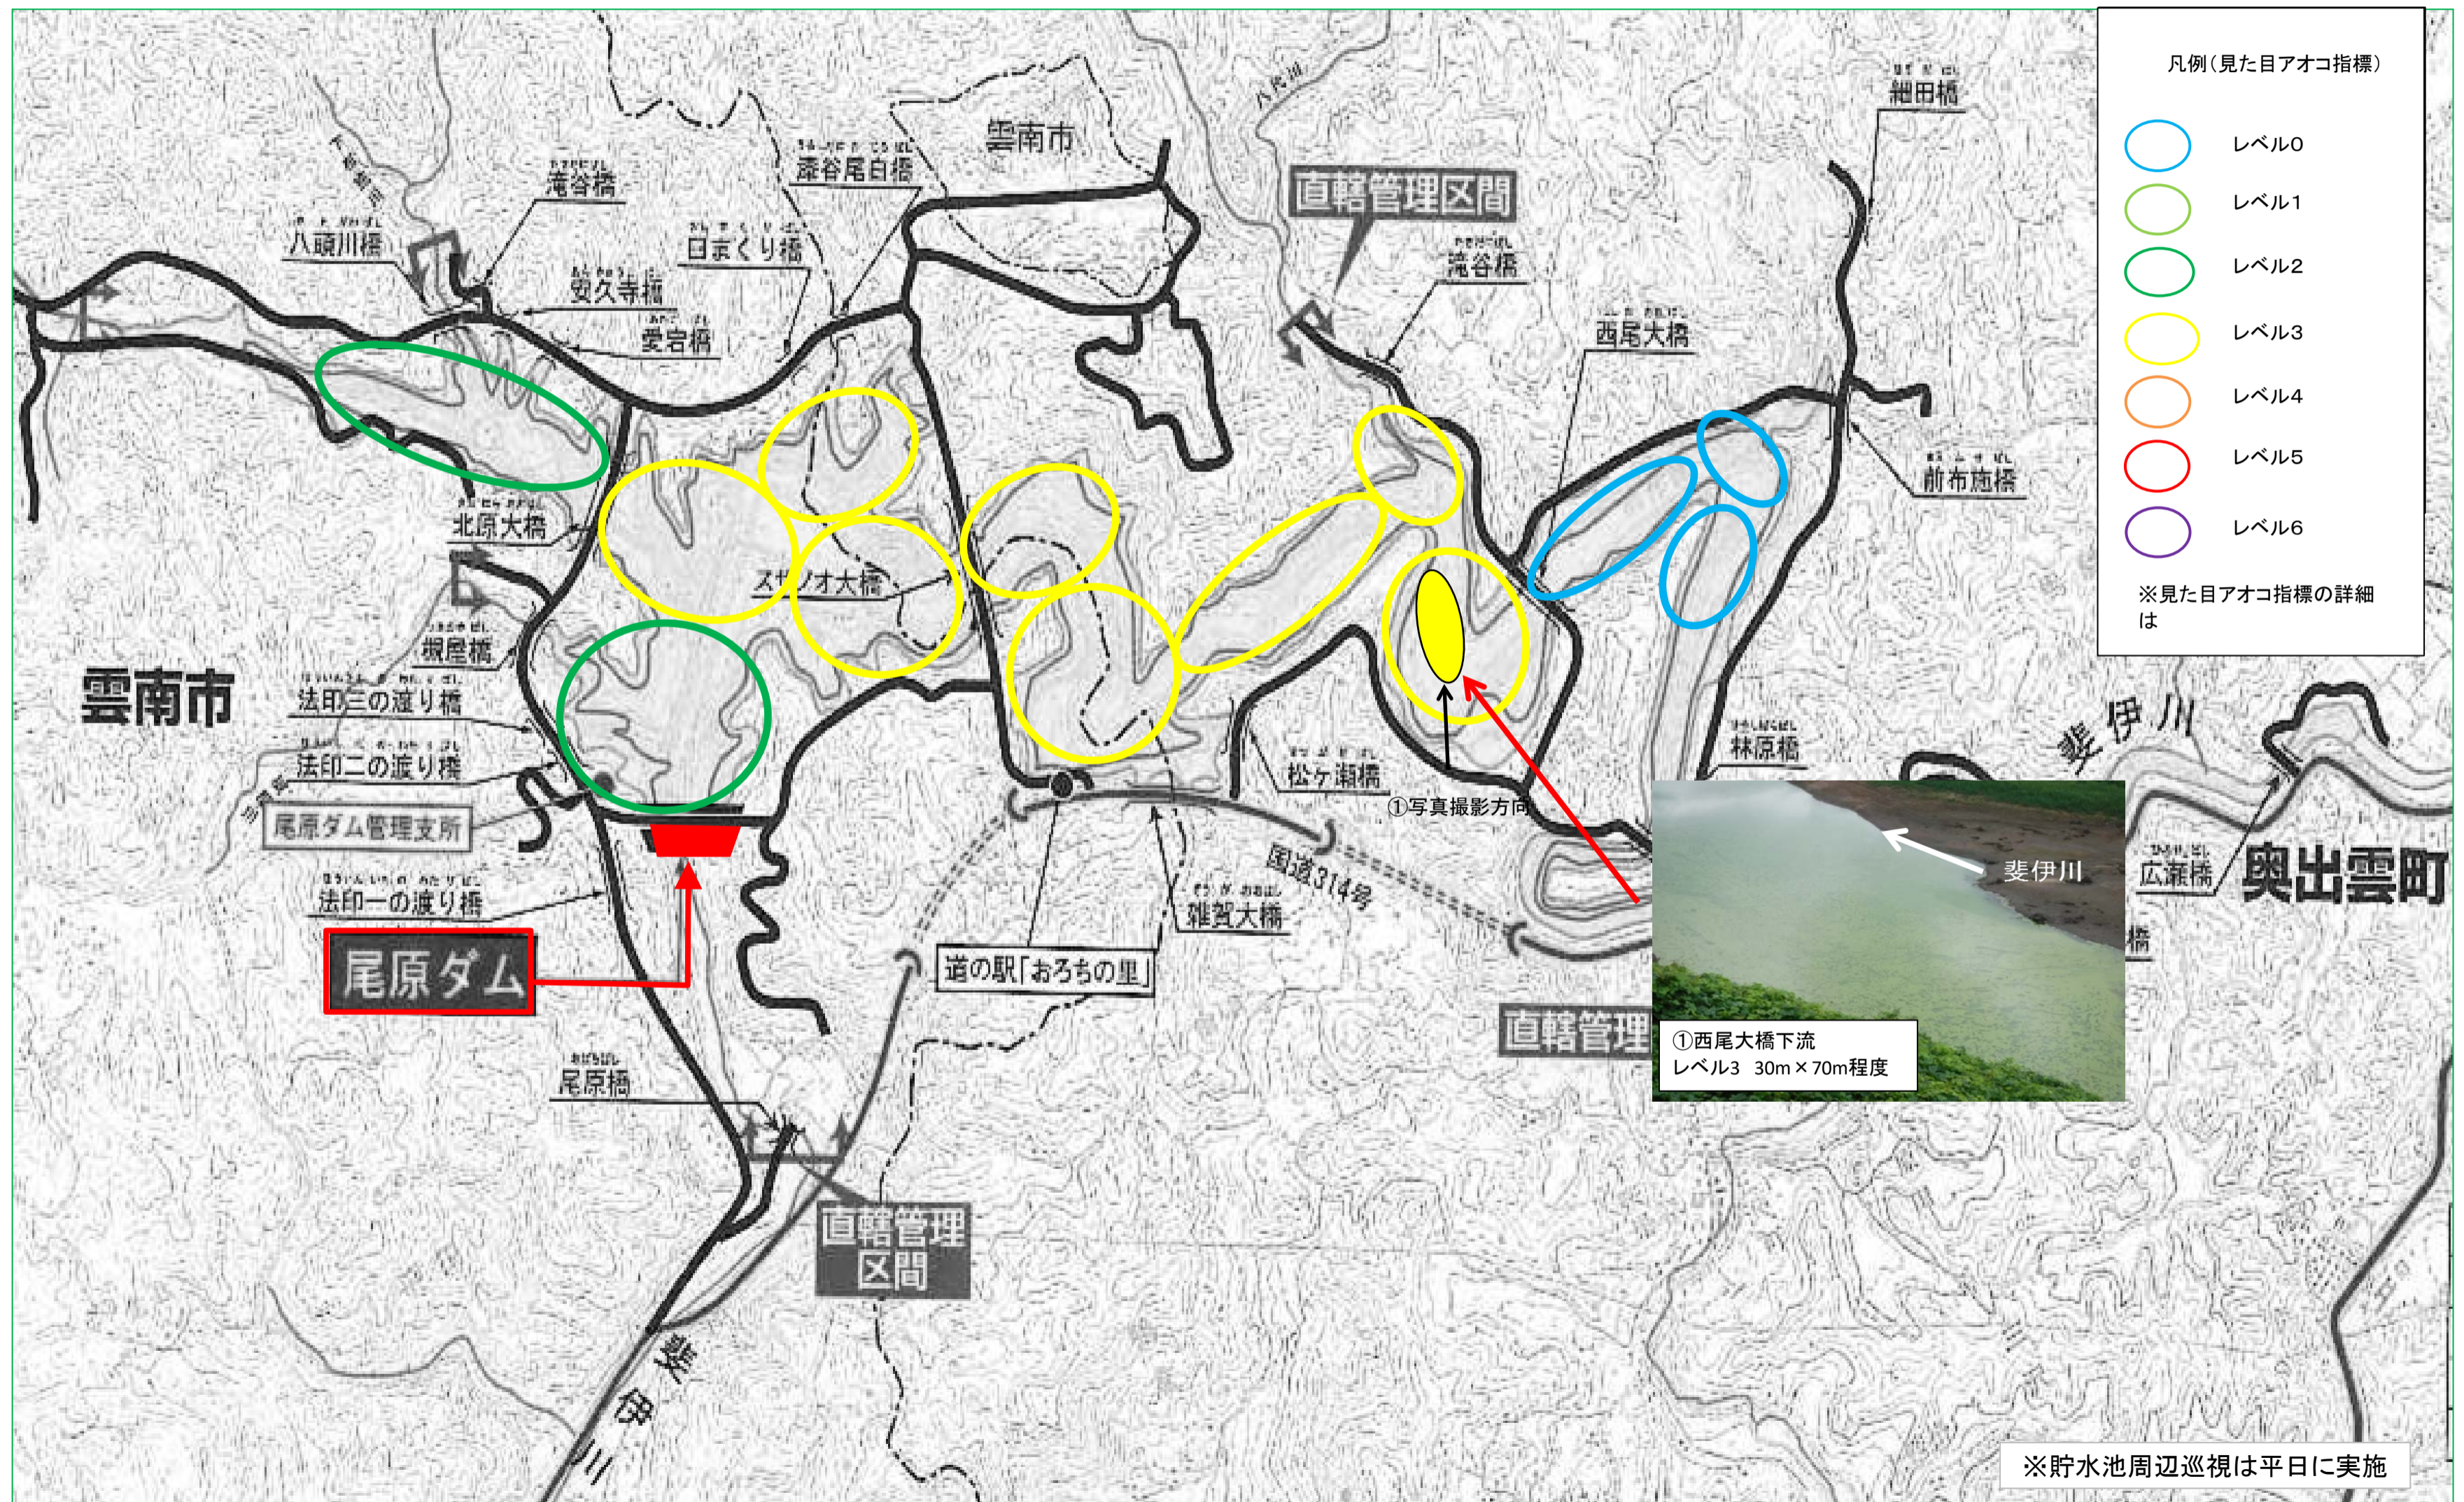 凡例(見た目アオコ指標)
レベル0
レベル1
レベル2
レベル3
レベル4
レベル5
レベル6
※見た目アオコ指標の詳細
は
細田橋
八代川
雲南市
滝谷橋
八頭川橋
安久寺橋
愛宕橋
日まくり橋
直轄管理区間
滝谷橋
西尾大橋
前布施橋
北原大橋
スサノオ大橋
槻屋橋
雲南市
法印三の渡り橋
法印二の渡り橋
尾原ダム管理支所
法印一の渡り橋
尾原ダム
松ヶ瀬橋
①写真撮影方向
林原橋
斐伊川
斐伊川
広瀬橋
奥出雲町
橋
国道314号
雑賀大橋
道の駅「おろちの里」
直轄管理
①西尾大橋下流
レベル3 30m×70m程度
尾原橋
直轄管理
区間
斐伊川
※貯水池周辺巡視は平日に実施